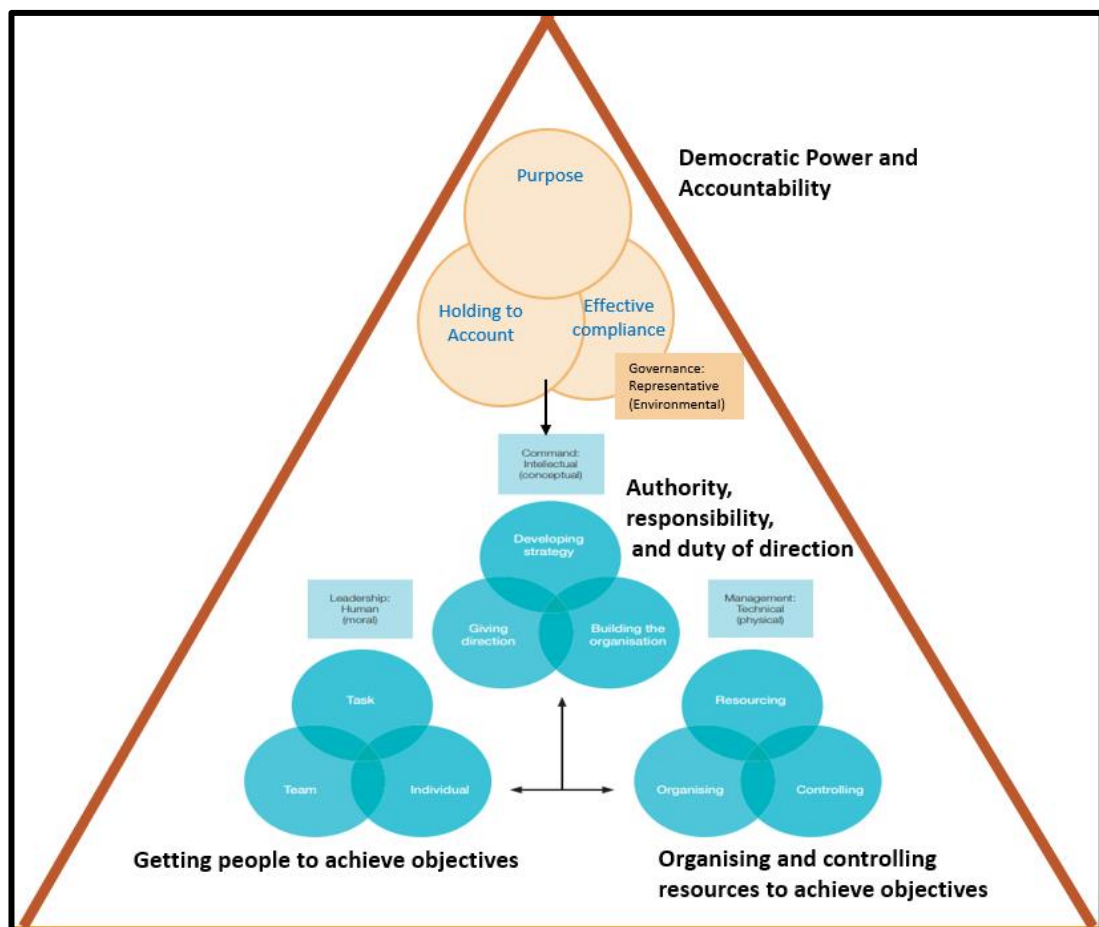 Democratic Power and
Accountability
Purpose
Holding to
Account
Effective
compliance
Governance:
Representative
(Environmental)
Command:
Intellectual
(conceptual)
Authority,
responsibility,
and duty of direction
Developing
strategy
Giving
direction
Building the
organisation
Leadership:
Human
(moral)
Management:
Technical
(physical)
Task
Team
Individual
Resourcing
Organising
Controlling
Getting people to achieve objectives
Organising and controlling
resources to achieve objectives